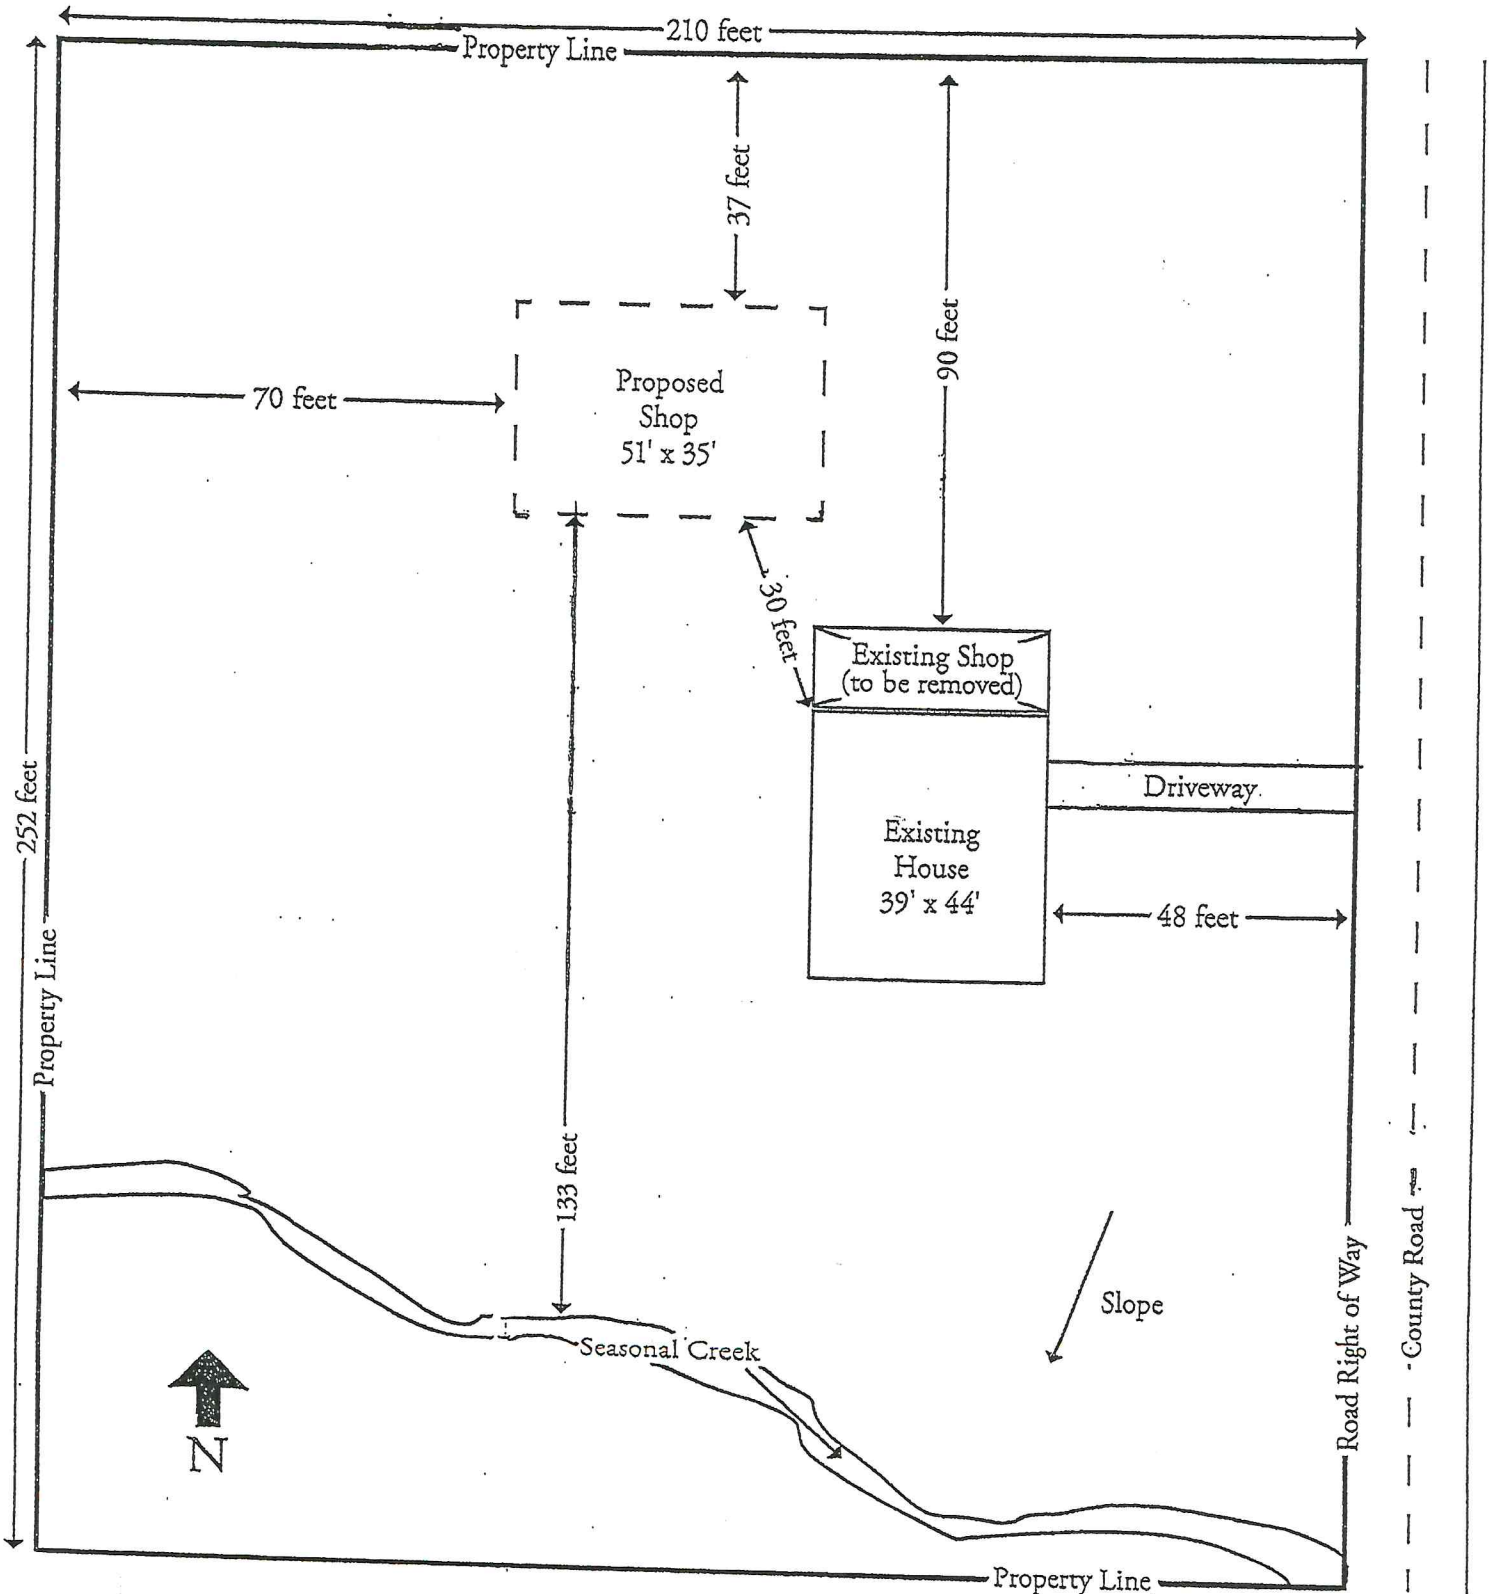 210 feet
Property Line
37 feet
90 feet
70 feet
Proposed
Shop
51' x 35'
30 feet
Existing Shop
(to be removed)
252 feet
Driveway
Existing
House
39' x 44'
48 feet
Property Line
133 feet
Slope
Seasonal Creek
Road Right of Way
County Road
N
Property Line